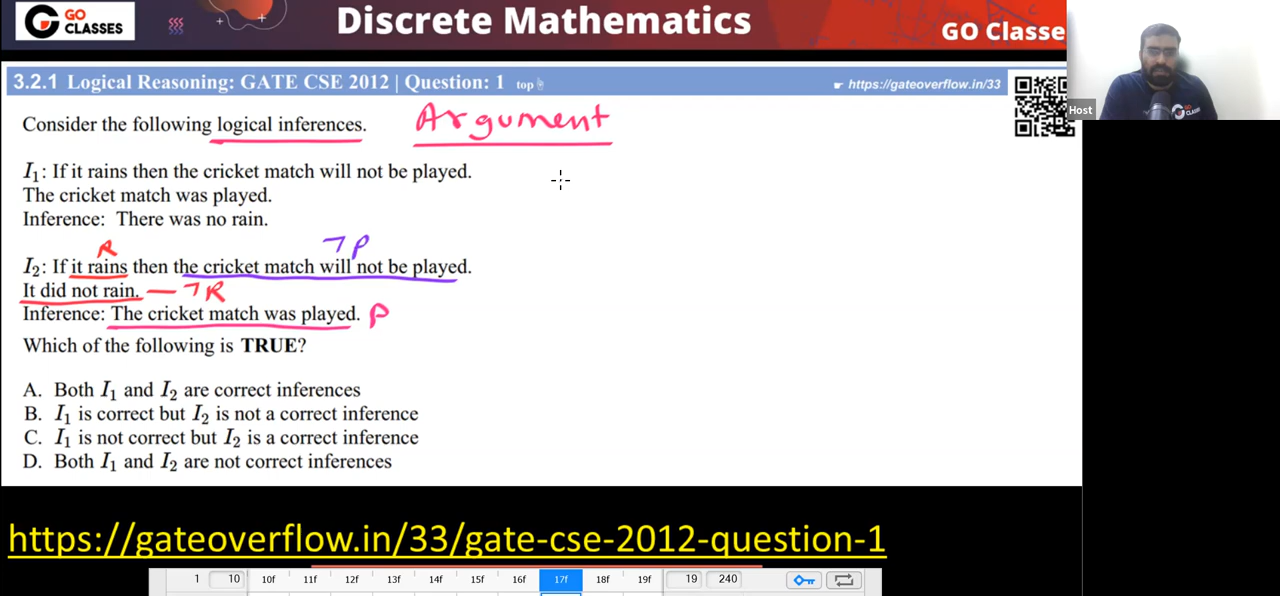 GO
CLASSES
Discrete Mathematics
GO Classe
3.2.1 Logical Reasoning: GATE CSE 2012 | Question: 1 top☝
☛ https://gateoverflow.in/33
Host
GO
CLASSES
Consider the following logical inferences.
Argument
I₁: If it rains then the cricket match will not be played.
The cricket match was played.
Inference: There was no rain.
R
¬P
I₂: If it rains then the cricket match will not be played.
It did not rain. — ¬R
Inference: The cricket match was played. P
Which of the following is TRUE?
A. Both I₁ and I₂ are correct inferences
B. I₁ is correct but I₂ is not a correct inference
C. I₁ is not correct but I₂ is a correct inference
D. Both I₁ and I₂ are not correct inferences
https://gateoverflow.in/33/gate-cse-2012-question-1
1 10 10f 11f 12f 13f 14f 15f 16f 17f 18f 19f 19 240